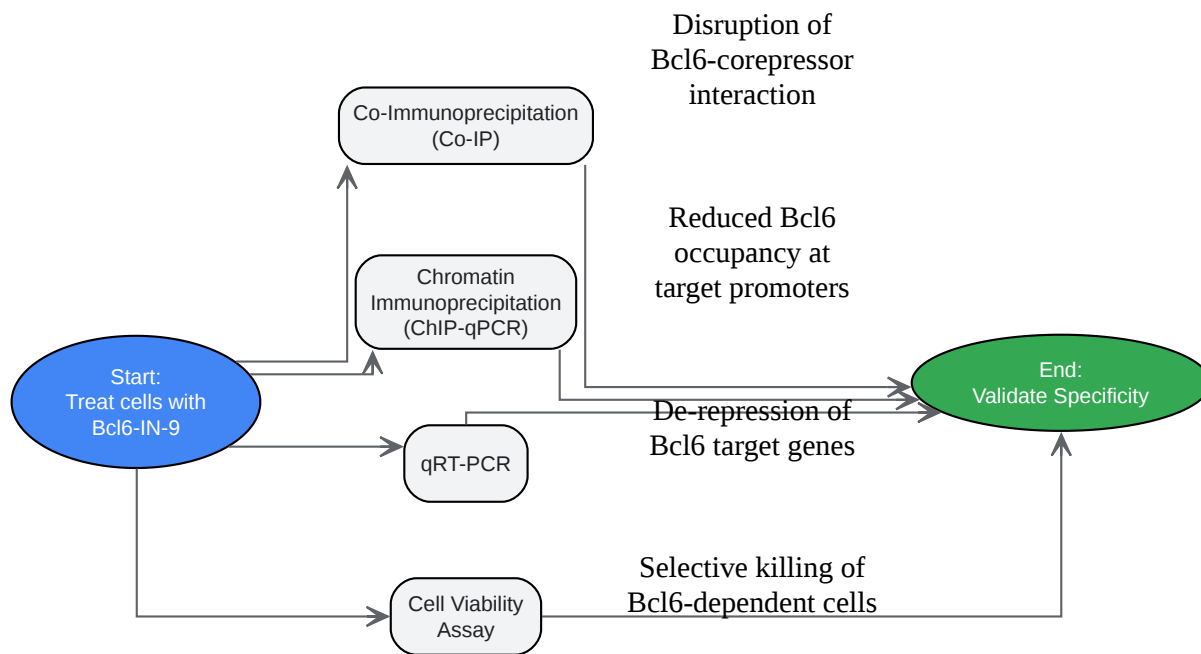 Disruption of
Bcl6-corepressor
interaction
Co-Immunoprecipitation
(Co-IP)
Reduced Bcl6
occupancy at
target promoters
Chromatin
Immunoprecipitation
(ChIP-qPCR)
Start:
Treat cells with
Bcl6-IN-9
End:
Validate Specificity
De-repression of
Bcl6 target genes
qRT-PCR
Selective killing of
Bcl6-dependent cells
Cell Viability
Assay